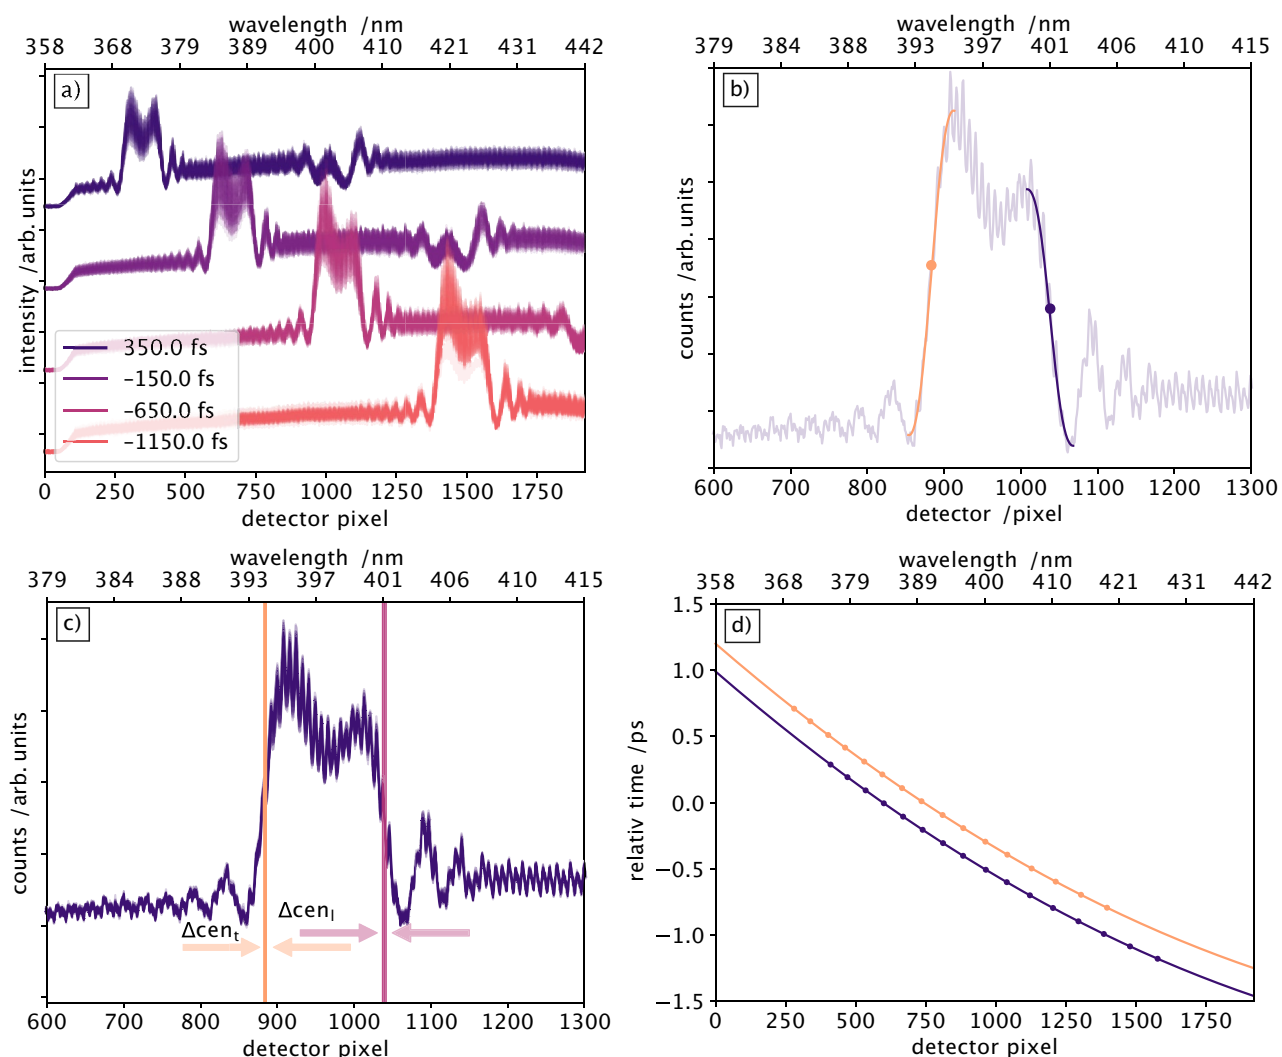 wavelength /nm
358 368 379 389 400 410 421 431 442
a)
intensity /arb. units
350.0 fs
−150.0 fs
−650.0 fs
−1150.0 fs
0 250 500 750 1000 1250 1500 1750
detector pixel
wavelength /nm
379 384 388 393 397 401 406 410 415
b)
counts /arb. units
600 700 800 900 1000 1100 1200 1300
detector /pixel
wavelength /nm
379 384 388 393 397 401 406 410 415
c)
counts /arb. units
Δcenₗ
Δcenₜ
600 700 800 900 1000 1100 1200 1300
detector pixel
wavelength /nm
358 368 379 389 400 410 421 431 442
d)
relativ time /ps
1.5
1.0
0.5
0.0
−0.5
−1.0
−1.5
0 250 500 750 1000 1250 1500 1750
detector pixel